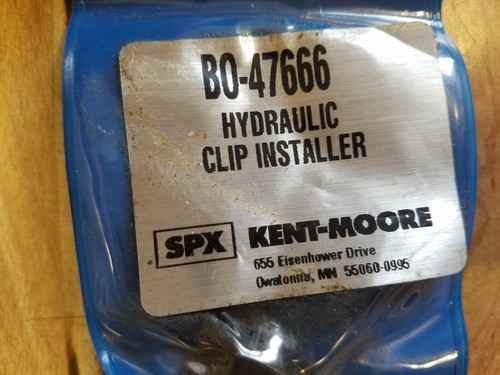 BO-47666
HYDRAULIC
CLIP INSTALLER
SPX KENT-MOORE
655 Eisenhower Drive
Owatonna, MN 55060-0995